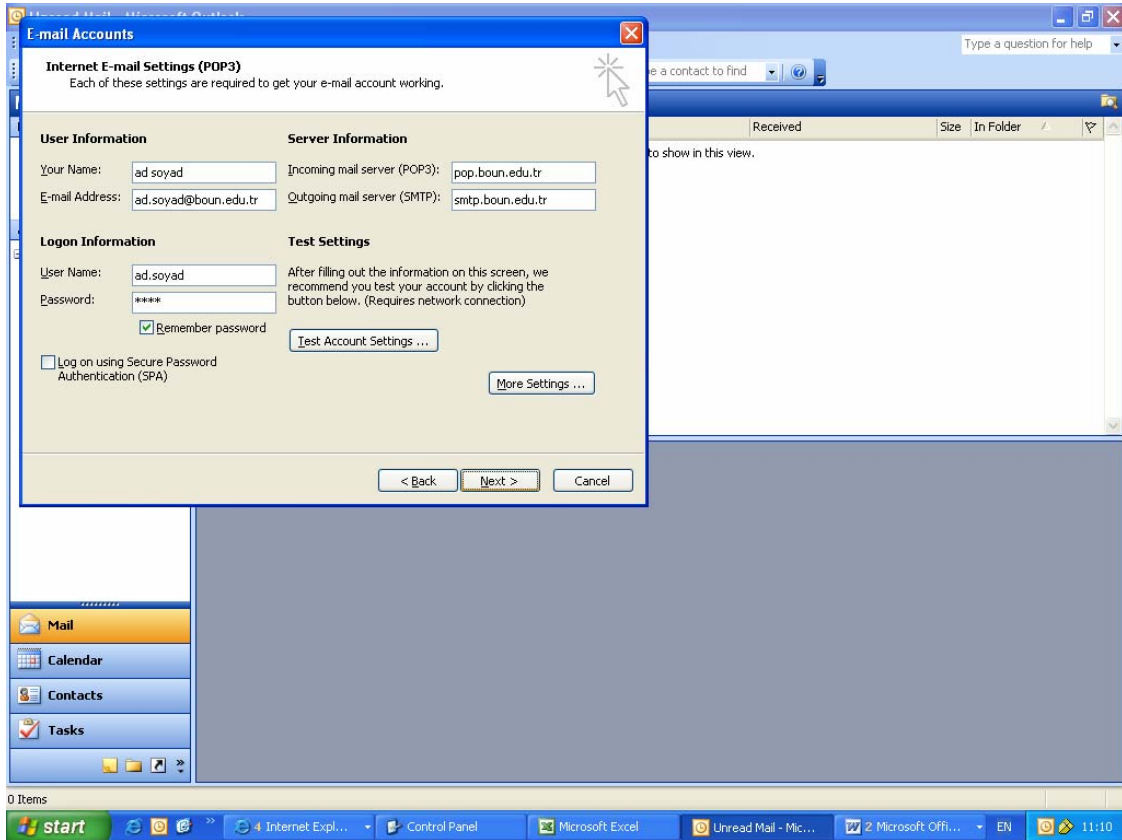 Unread Mail - Microsoft Outlook
E-mail Accounts
Type a question for help
Internet E-mail Settings (POP3)
Each of these settings are required to get your e-mail account working.
e a contact to find
Received
Size
In Folder
to show in this view.
User Information
Your Name:
ad soyad
E-mail Address:
ad.soyad@boun.edu.tr
Server Information
Incoming mail server (POP3):
pop.boun.edu.tr
Outgoing mail server (SMTP):
smtp.boun.edu.tr
Logon Information
User Name:
ad.soyad
Password:
****
Remember password
Log on using Secure Password
Authentication (SPA)
Test Settings
After filling out the information on this screen, we
recommend you test your account by clicking the
button below. (Requires network connection)
Test Account Settings ...
More Settings ...
< Back
Next >
Cancel
Mail
Calendar
Contacts
Tasks
0 Items
start
4 Internet Expl...
Control Panel
Microsoft Excel
Unread Mail - Mic...
2 Microsoft Offi...
EN
11:10